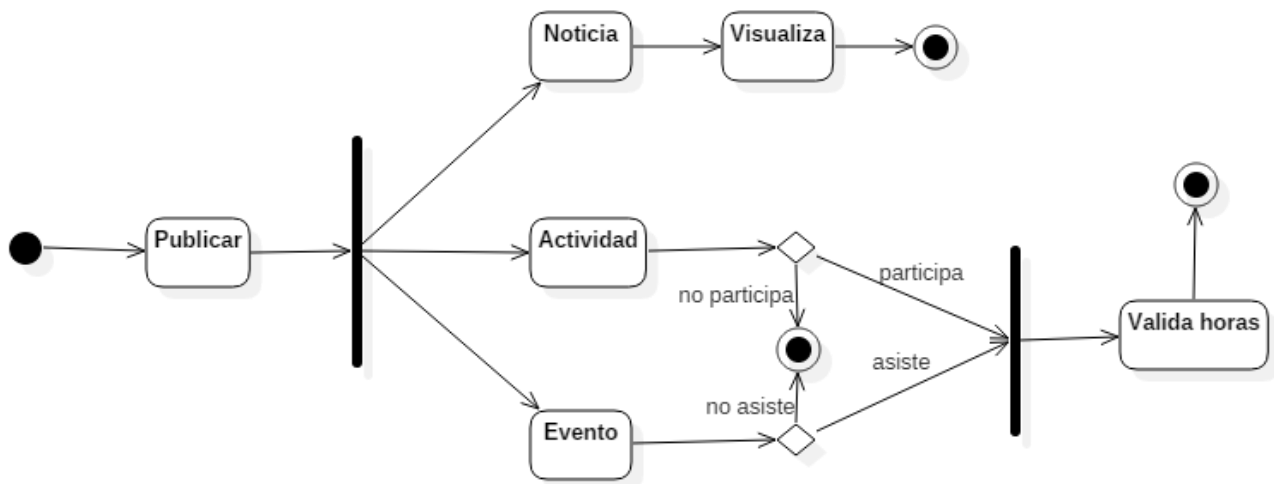 Noticia
Visualiza
Publicar
Actividad
participa
no participa
Valida horas
asiste
no asiste
Evento